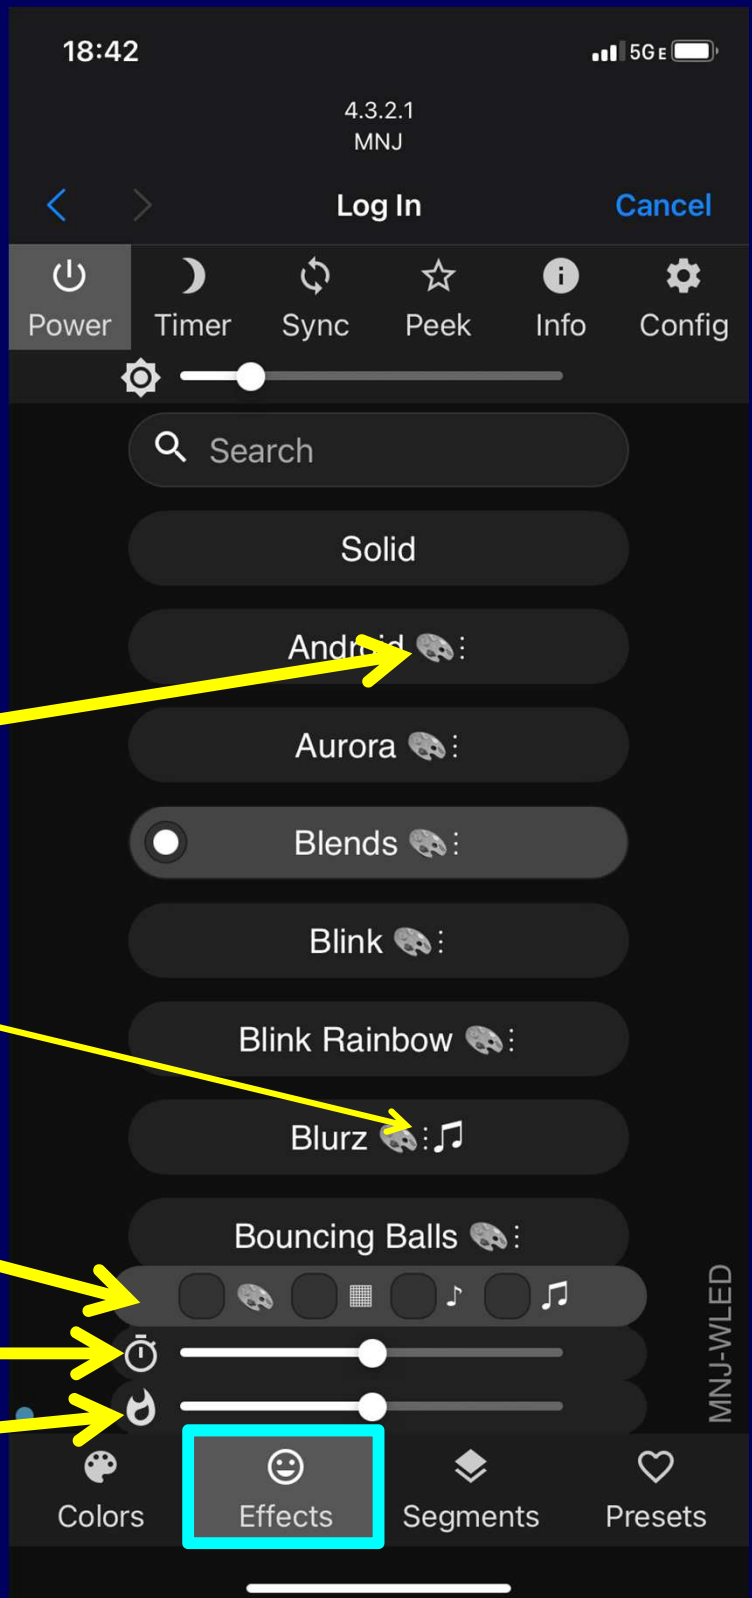 18:42 5G E
4.3.2.1
MNJ
Log In Cancel
Power Timer Sync Peek Info Config
Search
Solid
Android
Aurora
Blends
Blink
Blink Rainbow
Blurz
Bouncing Balls
MNJ-WLED
Colors Effects Segments Presets